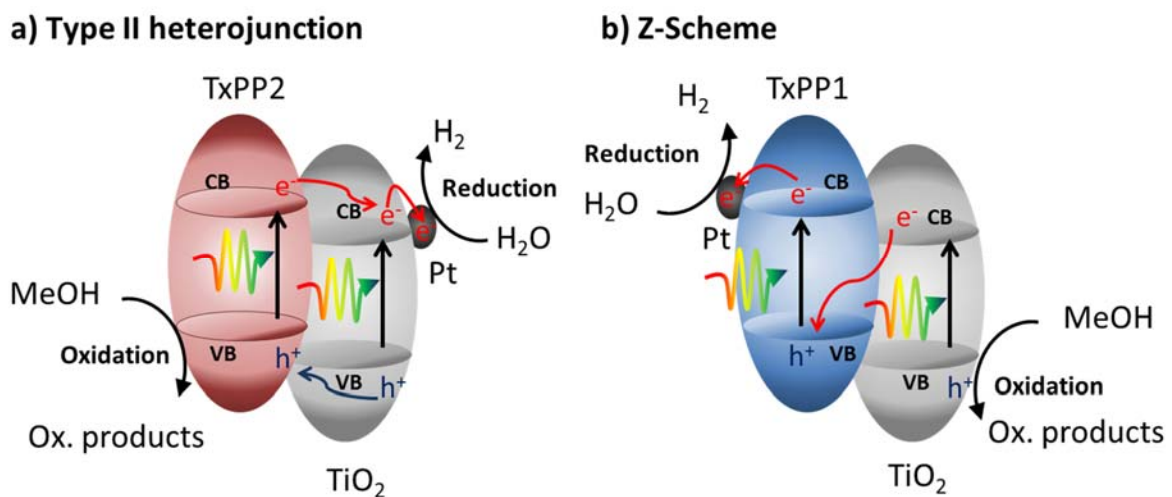 a) Type II heterojunction
TxPP2
H₂
CB
e⁻
Reduction
CB
e⁻
e
H₂O
Pt
MeOH
Oxidation
VB
h⁺
VB
h⁺
Ox. products
TiO₂
b) Z-Scheme
TxPP1
H₂
Reduction
CB
e⁻
e
H₂O
e⁻
CB
Pt
MeOH
h⁺
VB
VB
h⁺
Oxidation
Ox. products
TiO₂